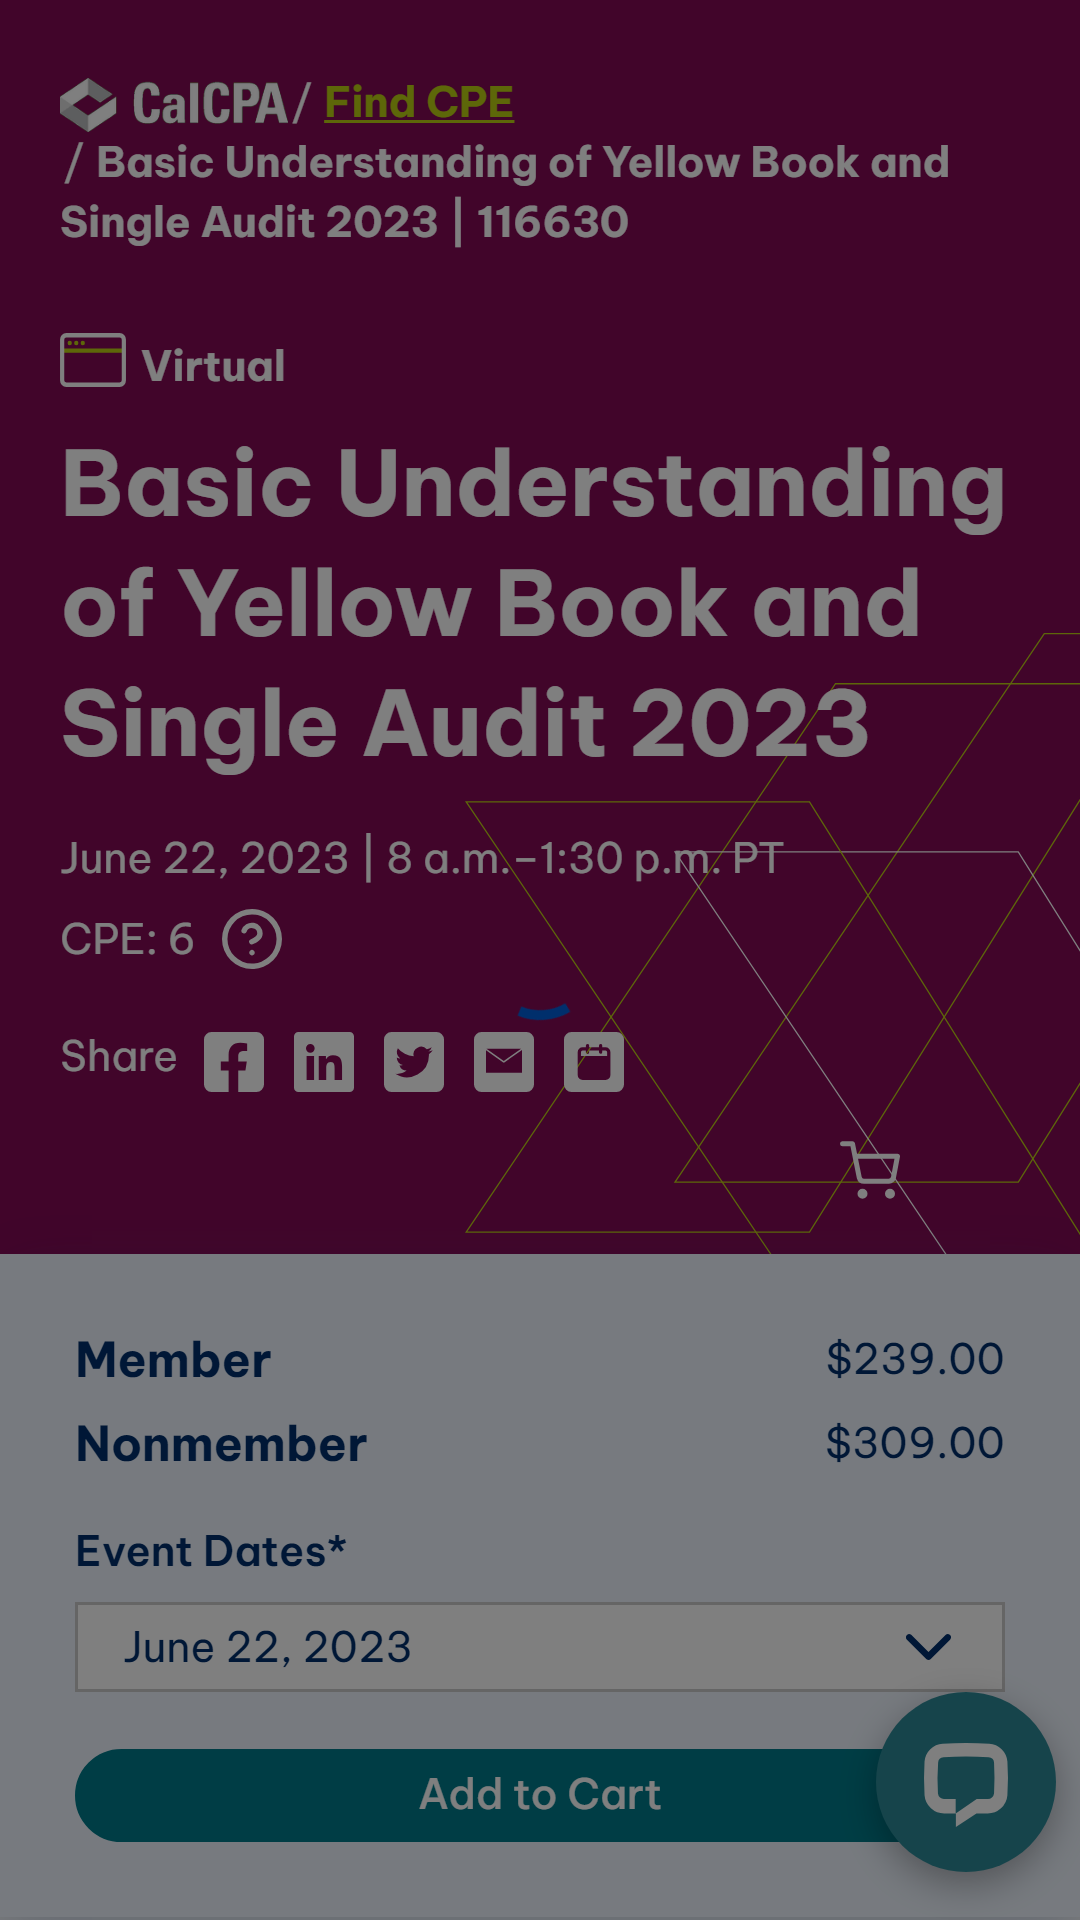 CalCPA / Find CPE
/ Basic Understanding of Yellow Book and
Single Audit 2023 | 116630
Virtual
Basic Understanding
of Yellow Book and
Single Audit 2023
June 22, 2023 | 8 a.m.–1:30 p.m. PT
CPE: 6 ?
Share
Member $239.00
Nonmember $309.00
Event Dates*
June 22, 2023
Add to Cart